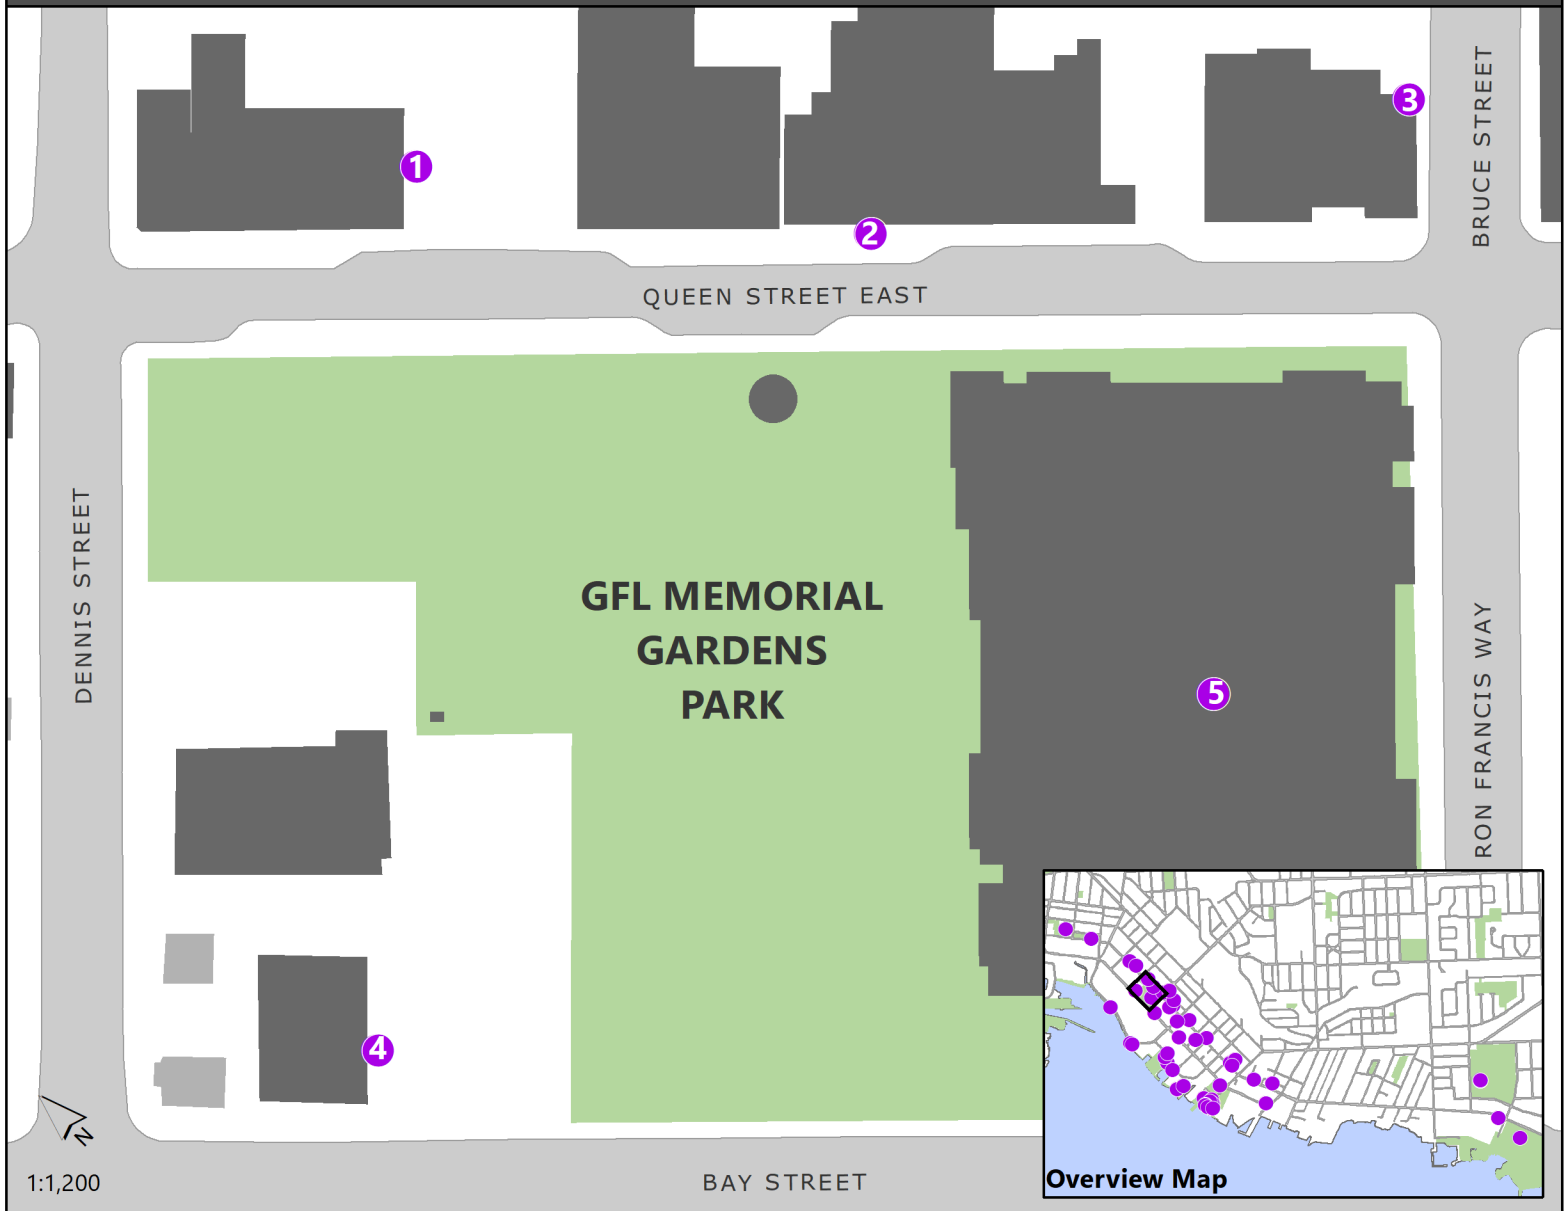 BRUCE STREET
3
1
2
QUEEN STREET EAST
DENNIS STREET
GFL MEMORIAL
GARDENS
PARK
5
RON FRANCIS WAY
4
N
1:1,200
BAY STREET
Overview Map